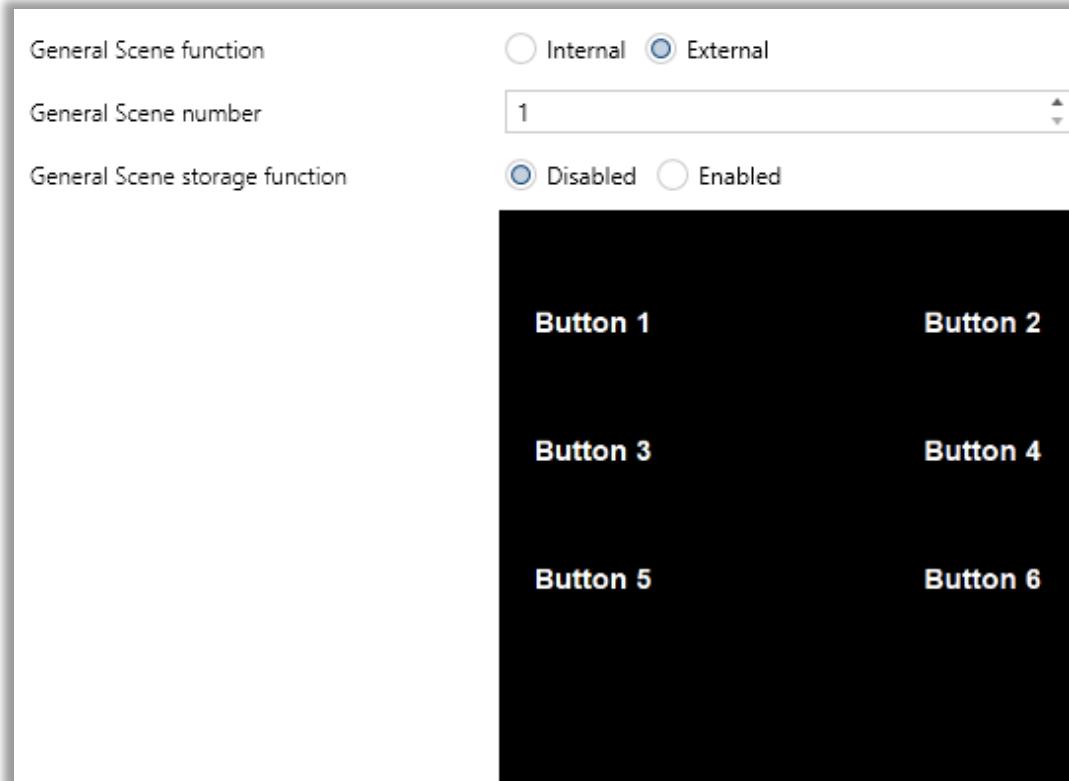 General Scene function Internal External
General Scene number 1
General Scene storage function Disabled Enabled
Button 1 Button 2
Button 3 Button 4
Button 5 Button 6